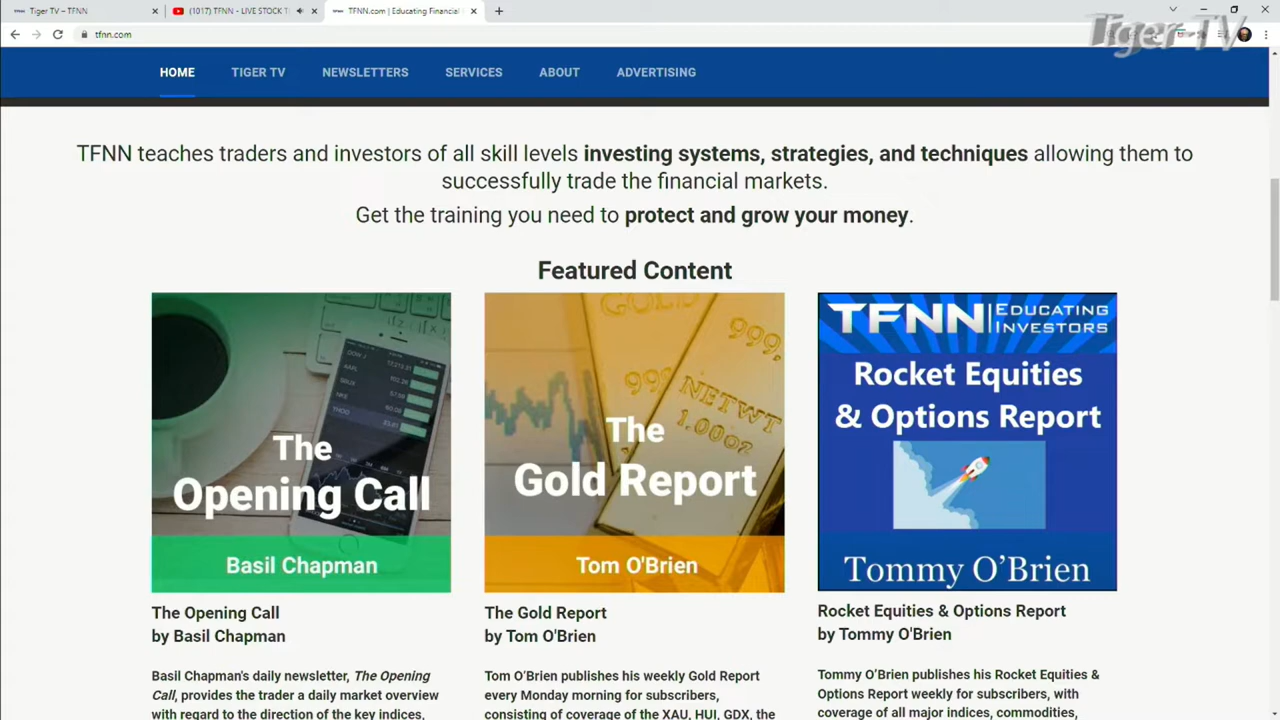 Tiger TV – TFNN
(1017) TFNN - LIVE STOCK T
TFNN.com | Educating Financial
Tiger TV
tfnn.com
HOME TIGER TV NEWSLETTERS SERVICES ABOUT ADVERTISING
TFNN teaches traders and investors of all skill levels investing systems, strategies, and techniques allowing them to
successfully trade the financial markets.
Get the training you need to protect and grow your money.
Featured Content
The
Opening Call
Basil Chapman
GOLD
999.
999
NETWT
1.00oz
The
Gold Report
Tom O'Brien
TFNN | EDUCATING
INVESTORS
Rocket Equities
& Options Report
Tommy O'Brien
The Opening Call
by Basil Chapman
The Gold Report
by Tom O'Brien
Rocket Equities & Options Report
by Tommy O'Brien
Basil Chapman's daily newsletter, The Opening
Call, provides the trader a daily market overview
with regard to the direction of the key indices,
Tom O'Brien publishes his weekly Gold Report
every Monday morning for subscribers,
consisting of coverage of the XAU, HUI, GDX, the
Tommy O'Brien publishes his Rocket Equities &
Options Report weekly for subscribers, with
coverage of all major indices, commodities,